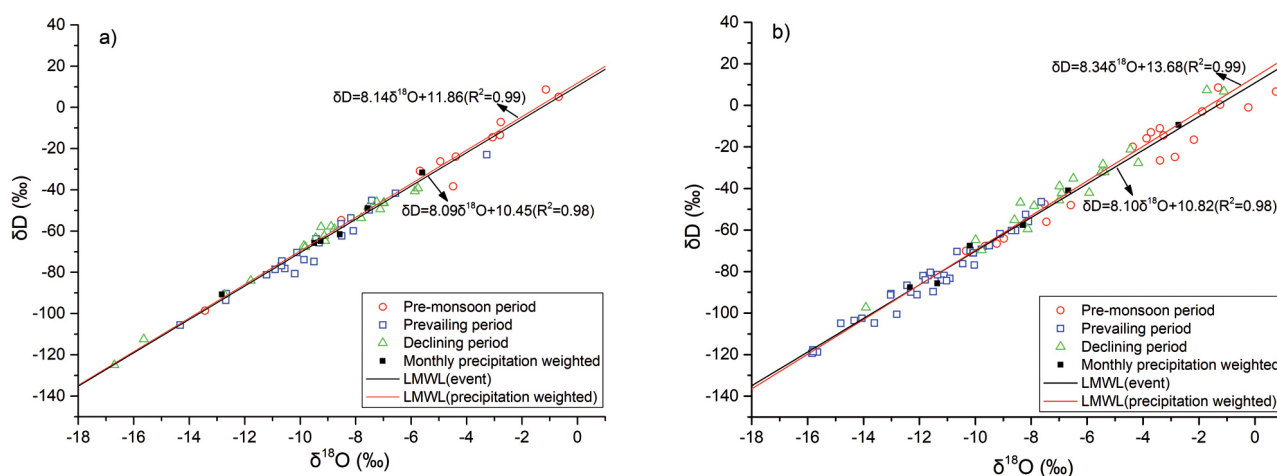 a)
δD=8.14δ18O+11.86(R2=0.99)
δD=8.09δ18O+10.45(R2=0.98)
Pre-monsoon period
Prevailing period
Declining period
Monthly precipitation weighted
LMWL(event)
LMWL(precipitation weighted)
40
20
0
-20
-40
-60
-80
-100
-120
-140
δD (‰)
-18 -16 -14 -12 -10 -8 -6 -4 -2 0
δ18O (‰)
b)
δD=8.34δ18O+13.68(R2=0.99)
δD=8.10δ18O+10.82(R2=0.98)
Pre-monsoon period
Prevailing period
Declining period
Monthly precipitation weighted
LMWL(event)
LMWL(precipitation weighted)
40
20
0
-20
-40
-60
-80
-100
-120
-140
δD (‰)
-18 -16 -14 -12 -10 -8 -6 -4 -2 0
δ18O (‰)